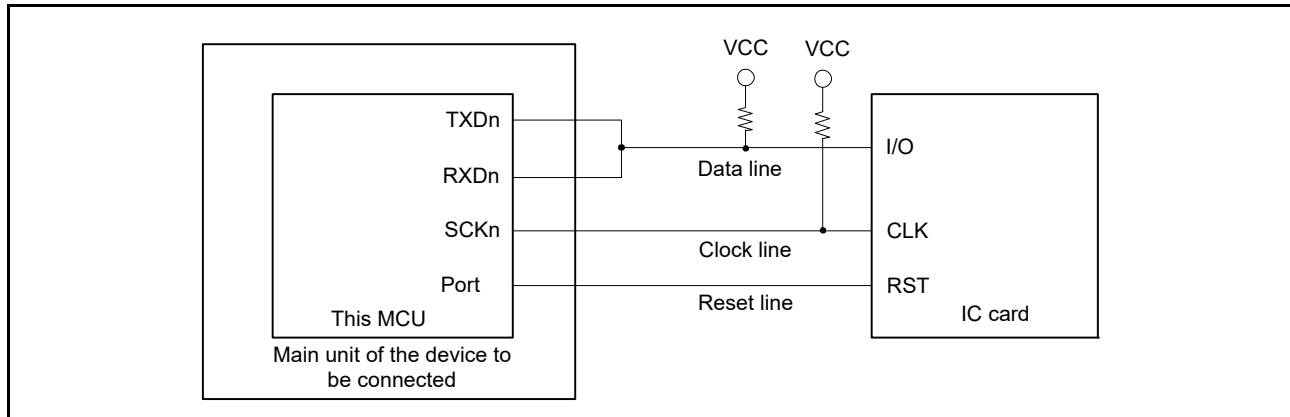 VCC
VCC
TXDn
I/O
Data line
RXDn
SCKn
CLK
Clock line
Port
RST
Reset line
This MCU
IC card
Main unit of the device to
be connected